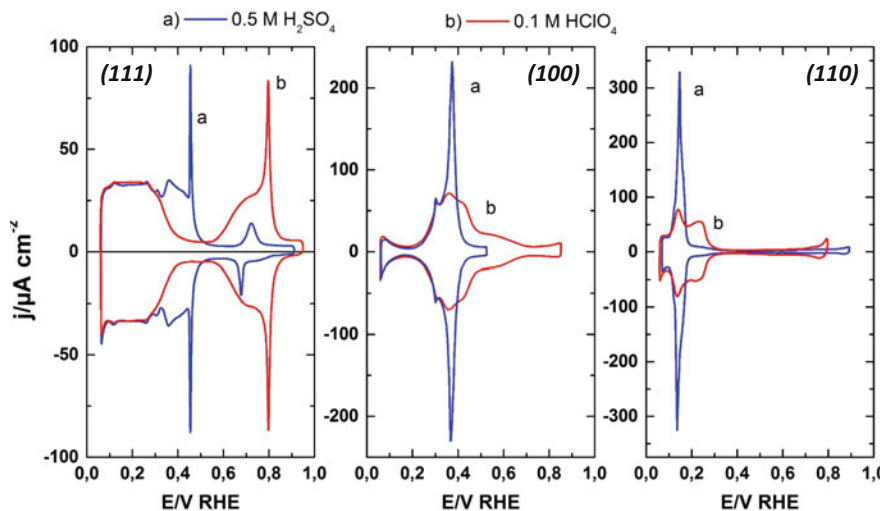 a) 0.5 M H₂SO₄ b) 0.1 M HClO₄
(111) (100) (110)
100
50
0
-50
-100
200
100
0
-100
-200
300
200
100
0
-100
-200
-300
a b
a
b
a
b
j/µA cm⁻²
0,0 0,2 0,4 0,6 0,8 1,0
0,0 0,2 0,4 0,6 0,8 1,0
0,0 0,2 0,4 0,6 0,8 1,0
E/V RHE E/V RHE E/V RHE